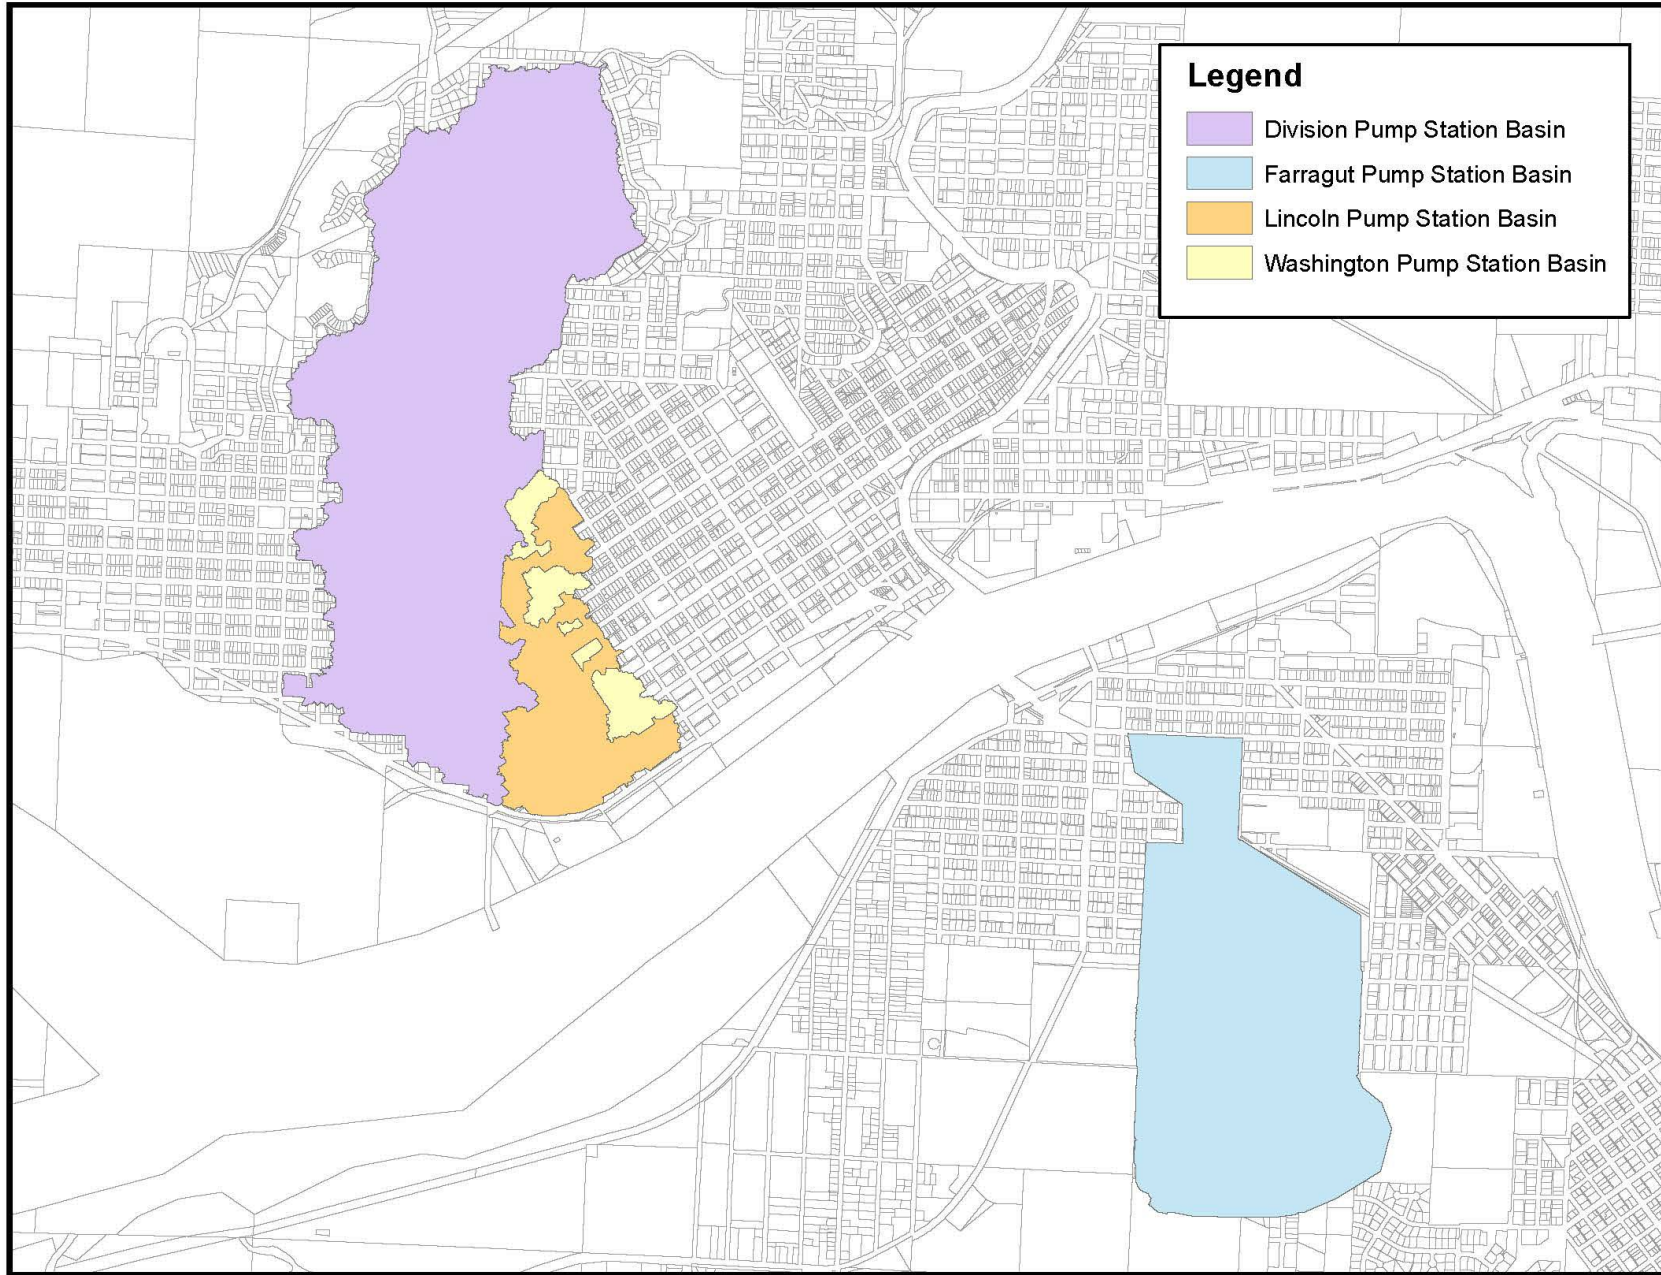 Legend
Division Pump Station Basin
Farragut Pump Station Basin
Lincoln Pump Station Basin
Washington Pump Station Basin